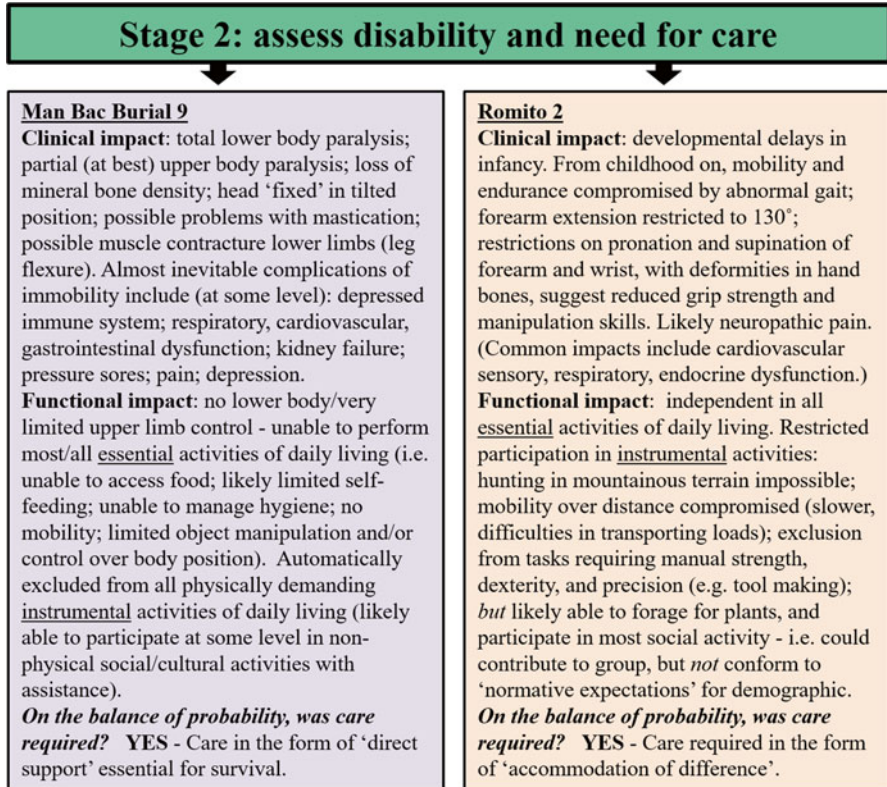 Stage 2: assess disability and need for care
Man Bac Burial 9
Clinical impact: total lower body paralysis;
partial (at best) upper body paralysis; loss of
mineral bone density; head ‘fixed’ in tilted
position; possible problems with mastication;
possible muscle contracture lower limbs (leg
flexure). Almost inevitable complications of
immobility include (at some level): depressed
immune system; respiratory, cardiovascular,
gastrointestinal dysfunction; kidney failure;
pressure sores; pain; depression.
Functional impact: no lower body/very
limited upper limb control - unable to perform
most/all essential activities of daily living (i.e.
unable to access food; likely limited self-
feeding; unable to manage hygiene; no
mobility; limited object manipulation and/or
control over body position). Automatically
excluded from all physically demanding
instrumental activities of daily living (likely
able to participate at some level in non-
physical social/cultural activities with
assistance).
On the balance of probability, was care
required? YES - Care in the form of ‘direct
support’ essential for survival.
Romito 2
Clinical impact: developmental delays in
infancy. From childhood on, mobility and
endurance compromised by abnormal gait;
forearm extension restricted to 130˚;
restrictions on pronation and supination of
forearm and wrist, with deformities in hand
bones, suggest reduced grip strength and
manipulation skills. Likely neuropathic pain.
(Common impacts include cardiovascular
sensory, respiratory, endocrine dysfunction.)
Functional impact: independent in all
essential activities of daily living. Restricted
participation in instrumental activities:
hunting in mountainous terrain impossible;
mobility over distance compromised (slower,
difficulties in transporting loads); exclusion
from tasks requiring manual strength,
dexterity, and precision (e.g. tool making);
but likely able to forage for plants, and
participate in most social activity - i.e. could
contribute to group, but not conform to
‘normative expectations’ for demographic.
On the balance of probability, was care
required? YES - Care required in the form
of ‘accommodation of difference’.